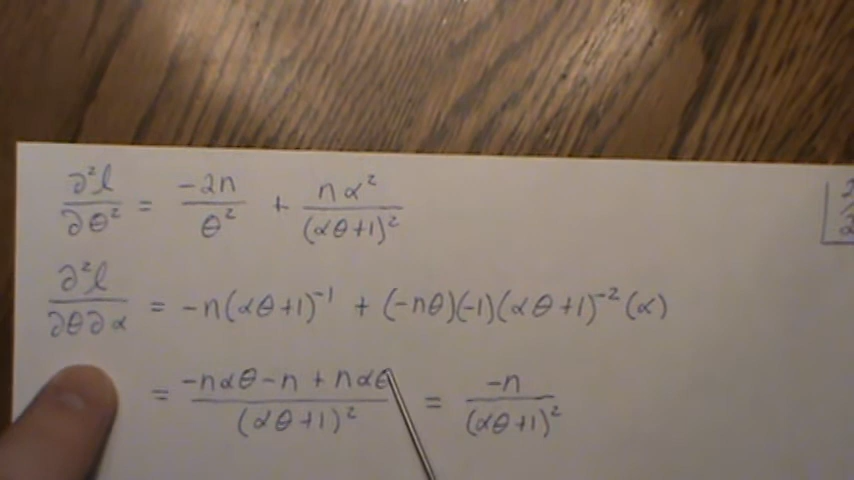 ∂²l/∂θ² = -2n/θ² + nα²/(αθ+1)²
∂²l/∂θ∂α = -n(αθ+1)⁻¹ + (-nθ)(-1)(αθ+1)⁻²(α)
= -nαθ-n+nαθ/(αθ+1)² = -n/(αθ+1)²